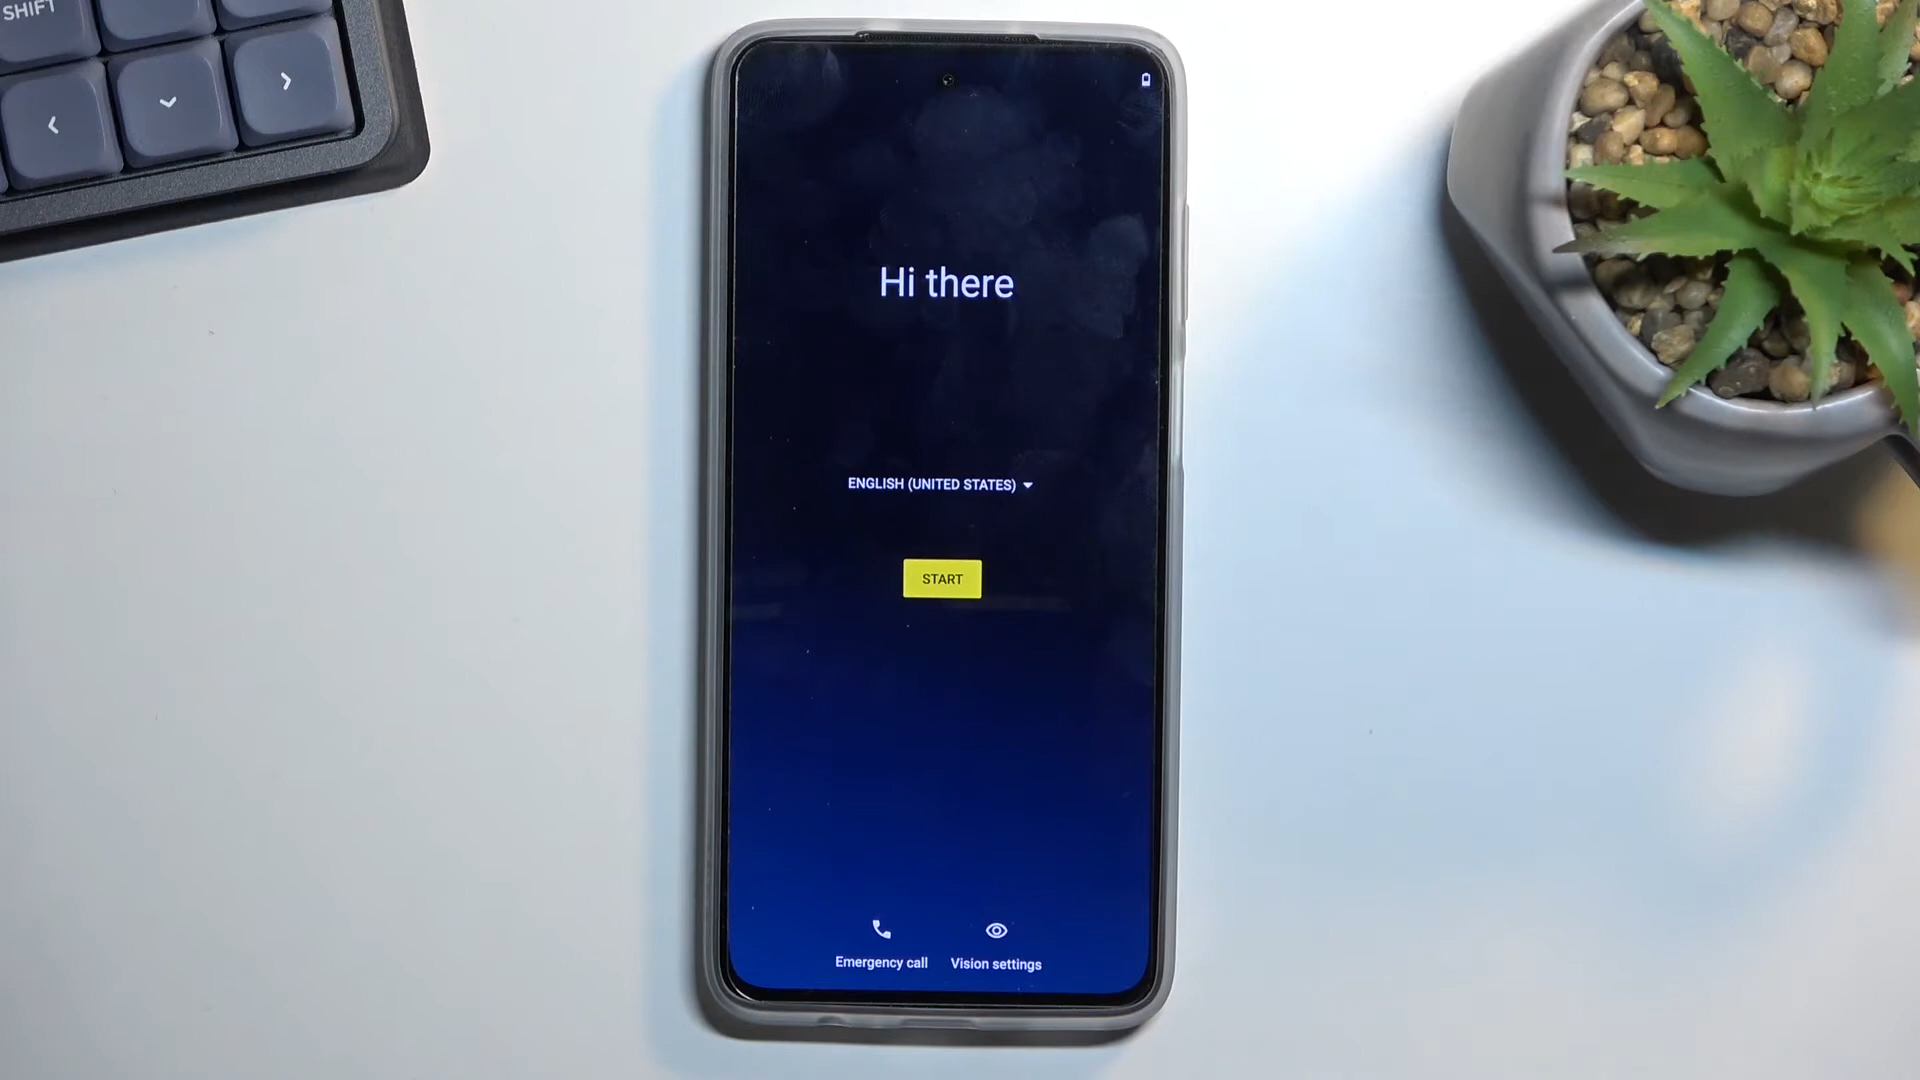 SHIFT
Hi there
ENGLISH (UNITED STATES)
START
Emergency call
Vision settings